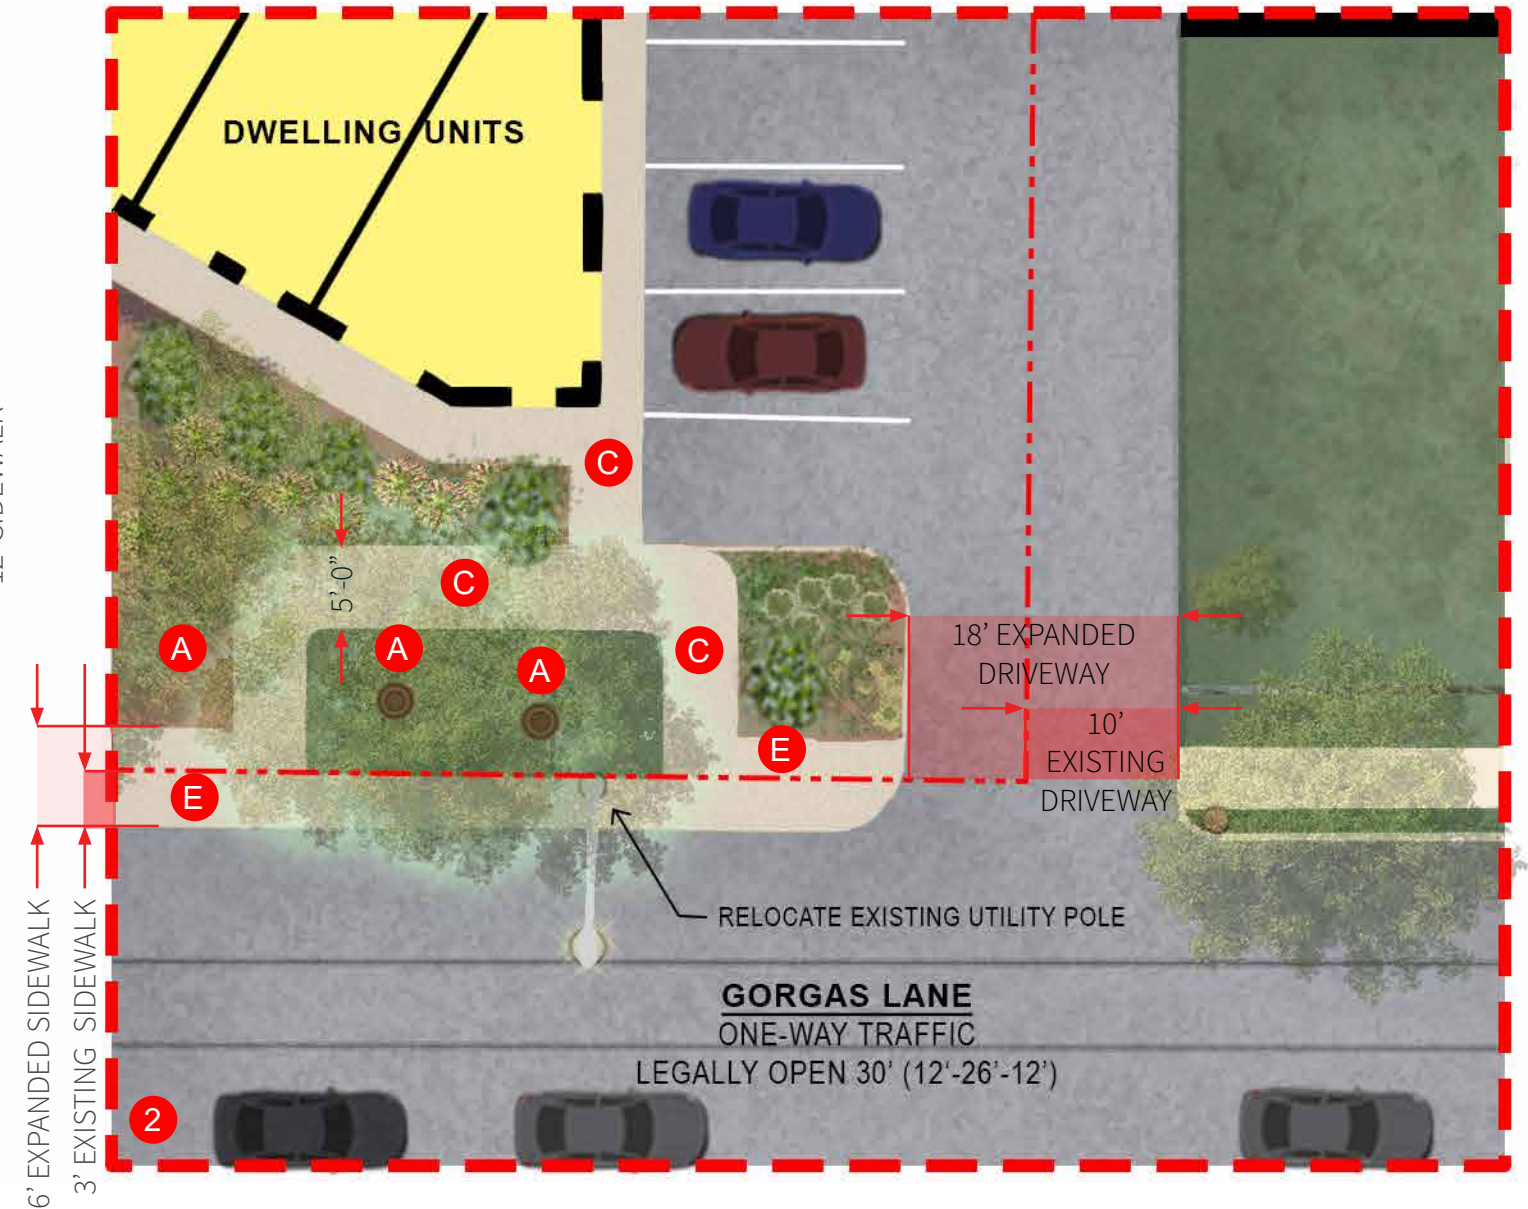 DWELLING UNITS
C
5'-0"
C
A
A
A
C
18' EXPANDED
DRIVEWAY
10'
EXISTING
DRIVEWAY
E
E
RELOCATE EXISTING UTILITY POLE
GORGAS LANE
ONE-WAY TRAFFIC
LEGALLY OPEN 30' (12'-26'-12')
2
6' EXPANDED SIDEWALK
3' EXISTING SIDEWALK